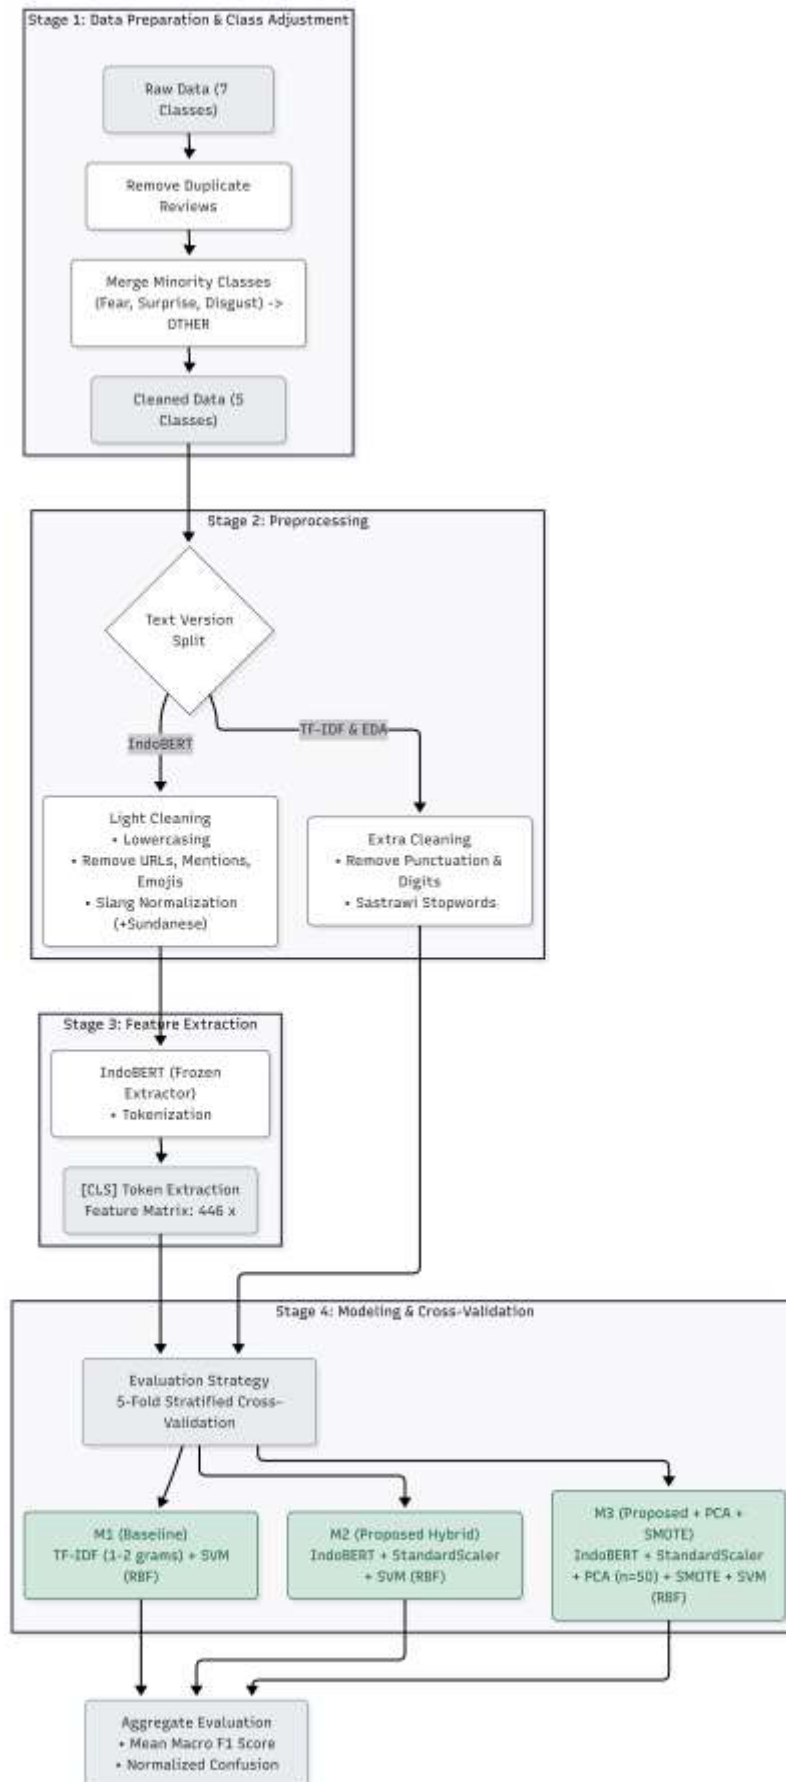 Stage 1: Data Preparation & Class Adjustment
Raw Data (7
Classes)
Remove Duplicate
Reviews
Merge Minority Classes
(Fear, Surprise, Disgust) ->
OTHER
Cleaned Data (5
Classes)
Stage 2: Preprocessing
Text Version
Split
IndoBERT
TF-IDF & EDA
Light Cleaning
• Lowercasing
• Remove URLs, Mentions,
Emojis
• Slang Normalization
(+Sundanese)
Extra Cleaning
• Remove Punctuation &
Digits
• Sastrawi Stopwords
Stage 3: Feature Extraction
IndoBERT (Frozen
Extractor)
• Tokenization
[CLS] Token Extraction
Feature Matrix: 446 x
Stage 4: Modeling & Cross-Validation
Evaluation Strategy
5-Fold Stratified Cross-
Validation
M1 (Baseline)
TF-IDF (1-2 grams) + SVM
(RBF)
M2 (Proposed Hybrid)
IndoBERT + StandardScaler
+ SVM (RBF)
M3 (Proposed + PCA +
SMOTE)
IndoBERT + StandardScaler
+ PCA (n=50) + SMOTE + SVM
(RBF)
Aggregate Evaluation
• Mean Macro F1 Score
• Normalized Confusion